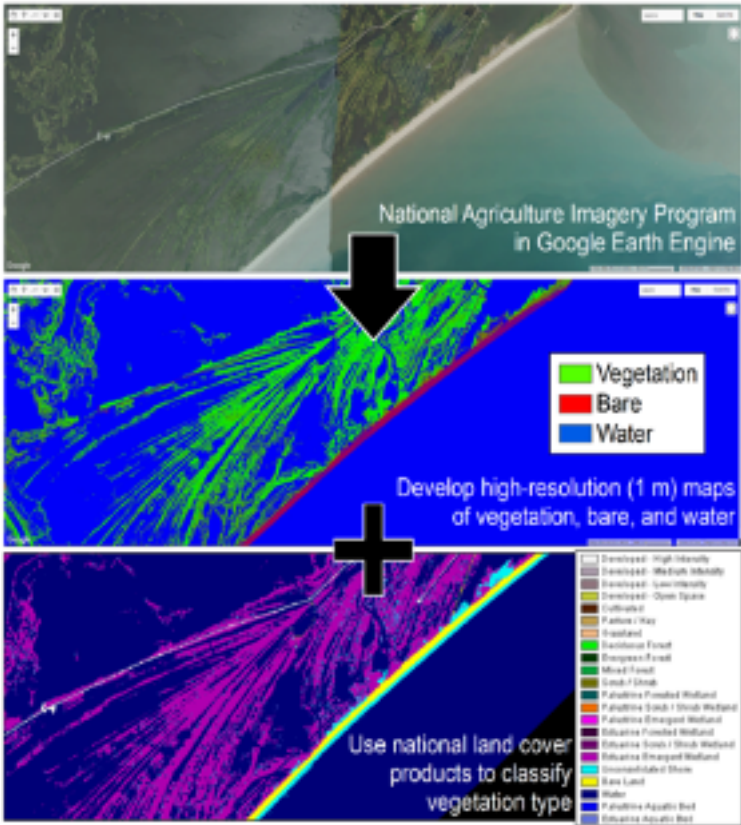 National Agriculture Imagery Program
in Google Earth Engine
Google
Vegetation
Bare
Water
Develop high-resolution (1 m) maps
of vegetation, bare, and water
Google
Use national land cover
products to classify
vegetation type
Developed - High Intensity
Developed - Medium Intensity
Developed - Low Intensity
Developed - Open Space
Cultivated
Pasture / Hay
Grassland
Deciduous Forest
Evergreen Forest
Mixed Forest
Scrub / Shrub
Palustrine Forested Wetland
Palustrine Scrub / Shrub Wetland
Palustrine Emergent Wetland
Estuarine Forested Wetland
Estuarine Scrub / Shrub Wetland
Estuarine Emergent Wetland
Unconsolidated Shore
Bare Land
Water
Palustrine Aquatic Bed
Estuarine Aquatic Bed